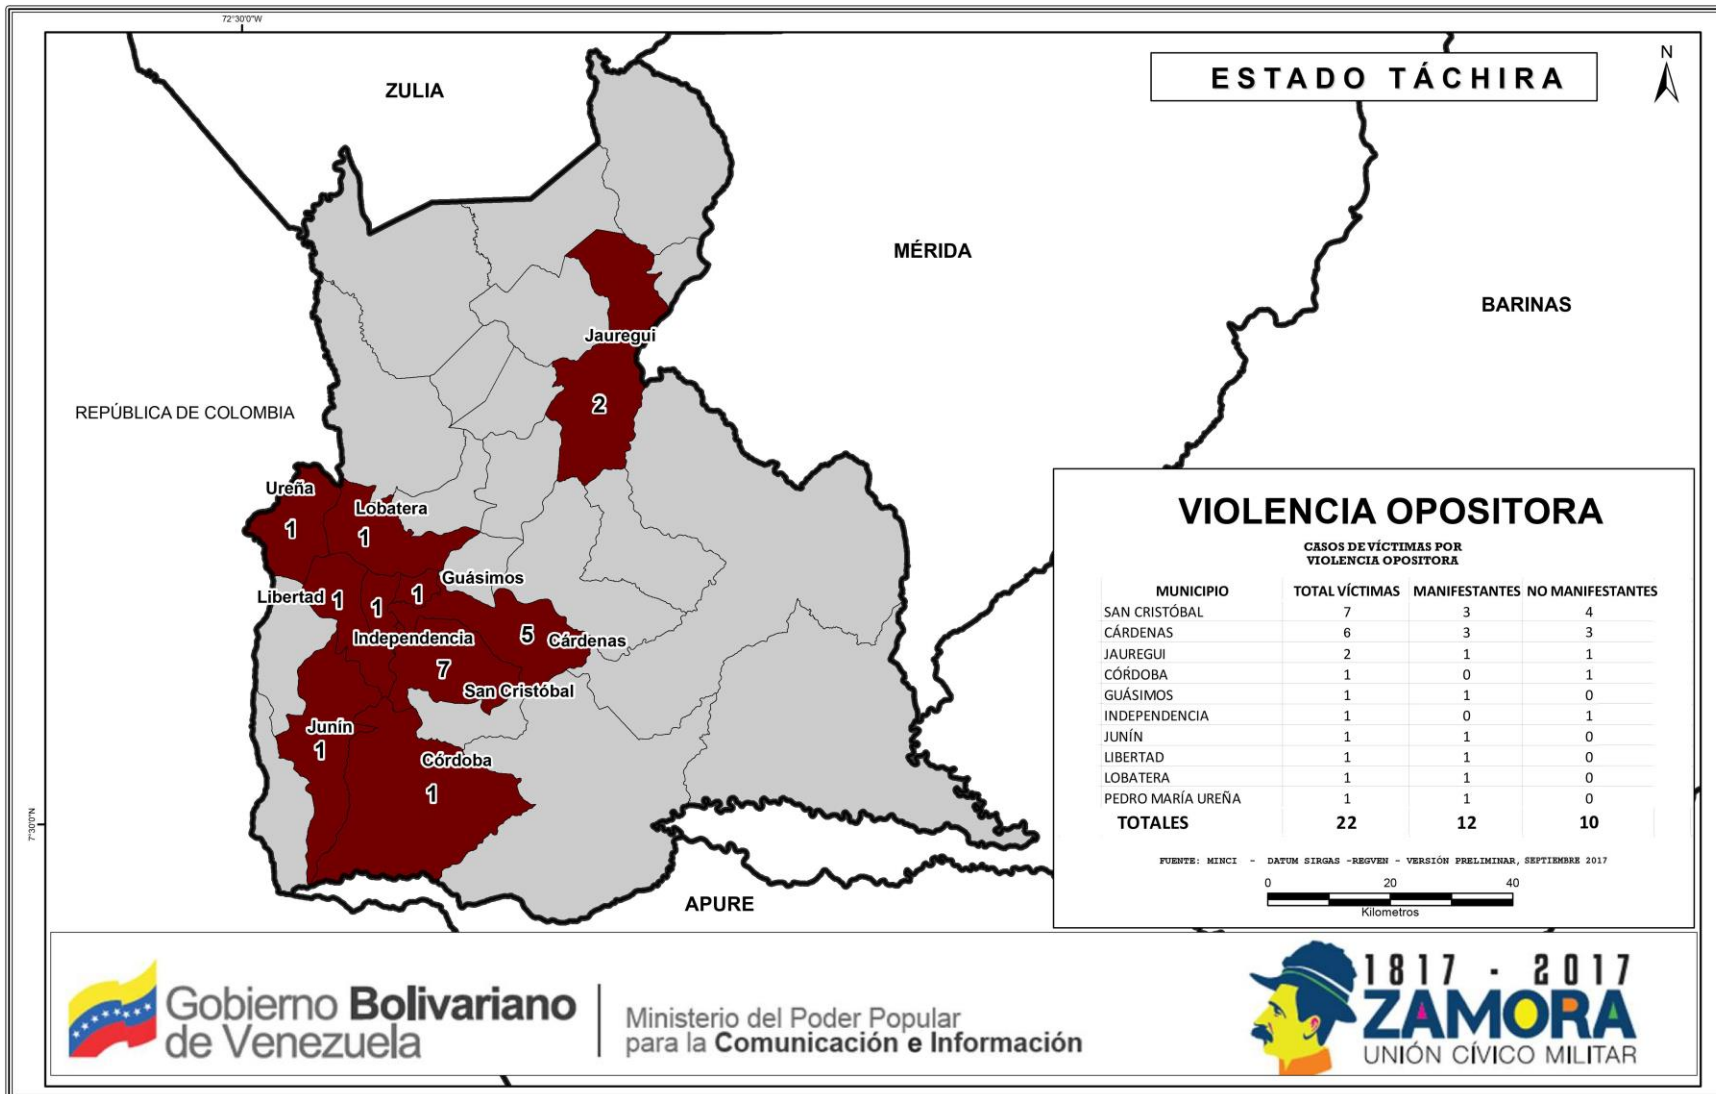 72°30'0"W
ESTADO TÁCHIRA
N
ZULIA
MÉRIDA
BARINAS
Jauregui
2
REPÚBLICA DE COLOMBIA
Ureña
1
Lobatera
1
Guásimos
1
Libertad
1
1
Independencia
5
Cárdenas
7
San Cristóbal
Junín
1
Córdoba
1
7°30'0"N
APURE
VIOLENCIA OPOSITORA
CASOS DE VÍCTIMAS POR
VIOLENCIA OPOSITORA
MUNICIPIO TOTAL VÍCTIMAS MANIFESTANTES NO MANIFESTANTES
SAN CRISTÓBAL 7 3 4
CÁRDENAS 6 3 3
JAUREGUI 2 1 1
CÓRDOBA 1 0 1
GUÁSIMOS 1 1 0
INDEPENDENCIA 1 0 1
JUNÍN 1 1 0
LIBERTAD 1 1 0
LOBATERA 1 1 0
PEDRO MARÍA UREÑA 1 1 0
TOTALES 22 12 10
FUENTE: MINCI - DATUM SIRGAS -REGVEN - VERSIÓN PRELIMINAR, SEPTIEMBRE 2017
0 20 40
Kilometros
Gobierno Bolivariano
de Venezuela
Ministerio del Poder Popular
para la Comunicación e Información
1817 - 2017
ZAMORA
UNIÓN CÍVICO MILITAR